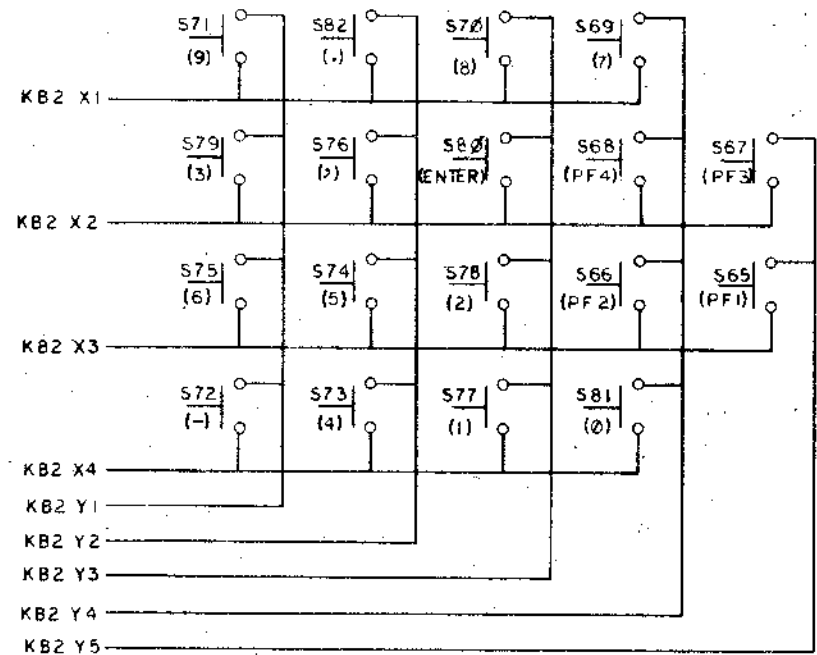 S71 S82 S7Ø S69
(9) (.) (8) (7)
KB2 X1
S79 S76 S8Ø S68 S67
(3) (,) (ENTER) (PF4) (PF3)
KB2 X2
S75 S74 S78 S66 S65
(6) (5) (2) (PF2) (PF1)
KB2 X3
S72 S73 S77 S81
(-) (4) (1) (Ø)
KB2 X4
KB2 Y1
KB2 Y2
KB2 Y3
KB2 Y4
KB2 Y5